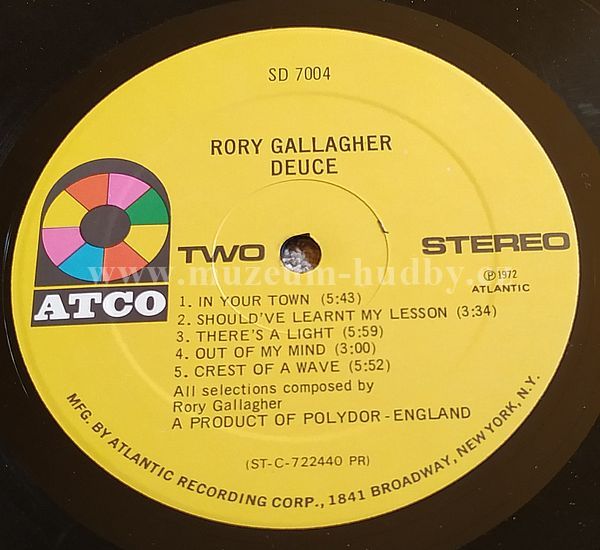 SD 7004
RORY GALLAGHER
DEUCE
TWO
STEREO
ATCO
℗ 1972
ATLANTIC
www.muzeum-hudby.
1. IN YOUR TOWN (5:43)
2. SHOULD'VE LEARNT MY LESSON (3:34)
3. THERE'S A LIGHT (5:59)
4. OUT OF MY MIND (3:00)
5. CREST OF A WAVE (5:52)
All selections composed by
Rory Gallagher
A PRODUCT OF POLYDOR - ENGLAND
(ST-C-722440 PR)
MFG. BY ATLANTIC RECORDING CORP., 1841 BROADWAY, NEW YORK, N.Y.